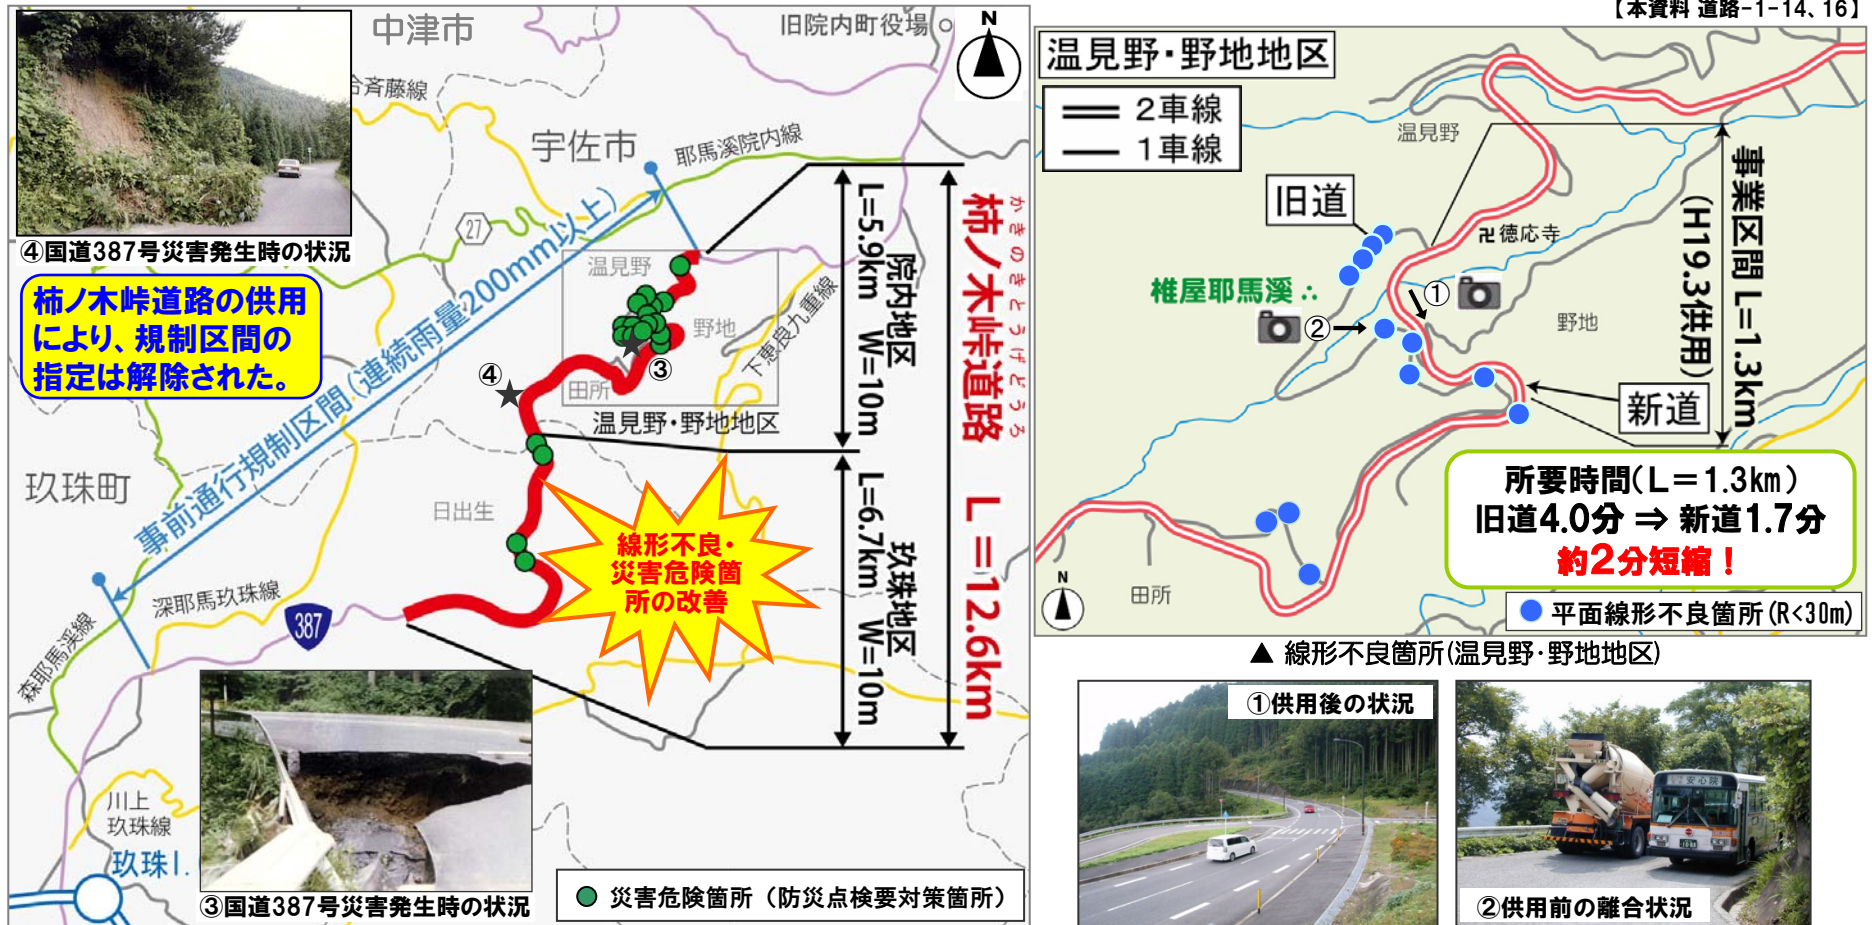 【本資料 道路-1-14、16】
中津市
旧院内町役場
N
合斉藤線
宇佐市
耶馬溪院内線
27
④国道387号災害発生時の状況
柿ノ木峠道路の供用
により、規制区間の
指定は解除された。
事前通行規制区間(連続雨量200mm以上)
温見野
野地
下恵良九重線
③
④
田所
温見野・野地地区
L=5.9km W=10m
院内地区
かきのきとうげどうろ
柿ノ木峠道路 L=12.6km
玖珠町
日出生
線形不良・
災害危険箇
所の改善
L=6.7km W=10m
玖珠地区
深耶馬玖珠線
387
森耶馬溪線
川上
玖珠線
玖珠I.
③国道387号災害発生時の状況
災害危険箇所(防災点検要対策箇所)
温見野・野地地区
2車線
1車線
温見野
旧道
卍徳応寺
椎屋耶馬溪∴
①
②
野地
事業区間 L=1.3km
(H19.3供用)
新道
所要時間(L=1.3km)
旧道4.0分 ⇒ 新道1.7分
約2分短縮!
N
田所
平面線形不良箇所(R<30m)
▲ 線形不良箇所(温見野・野地地区)
①供用後の状況
安心院
②供用前の離合状況